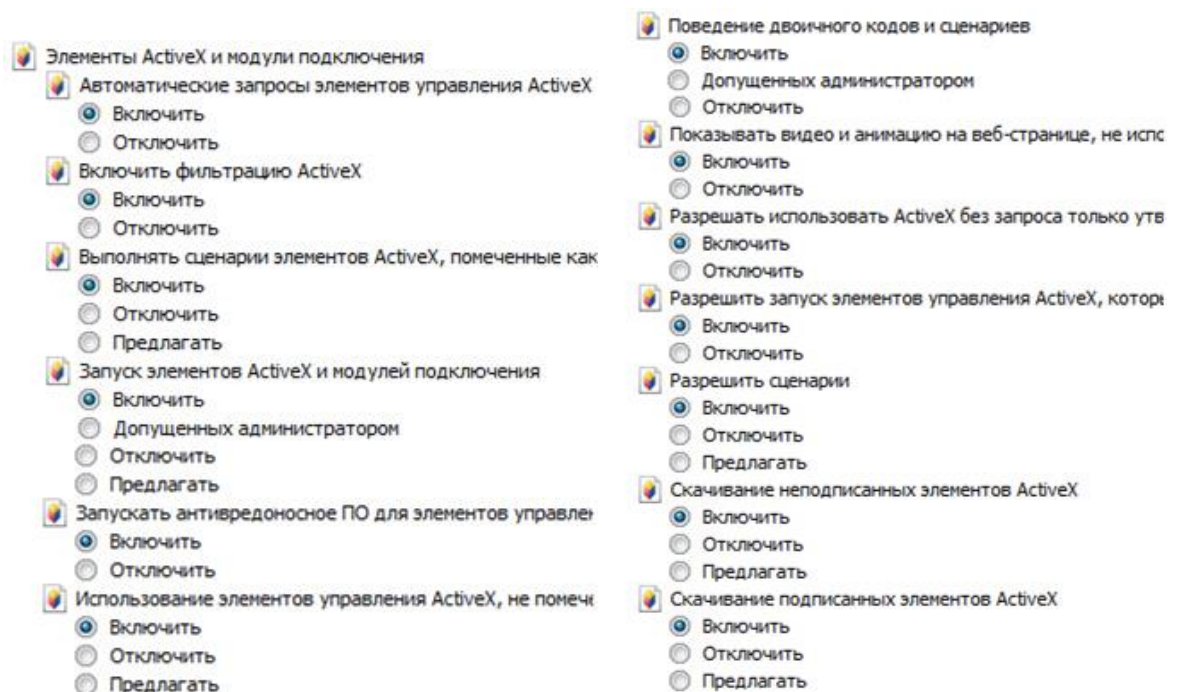 Элементы ActiveX и модули подключения
Автоматические запросы элементов управления ActiveX
Включить
Отключить
Включить фильтрацию ActiveX
Включить
Отключить
Выполнять сценарии элементов ActiveX, помеченные как
Включить
Отключить
Предлагать
Запуск элементов ActiveX и модулей подключения
Включить
Допущенных администратором
Отключить
Предлагать
Запускать антивредоносное ПО для элементов управлен
Включить
Отключить
Использование элементов управления ActiveX, не помече
Включить
Отключить
Предлагать
Поведение двоичного кодов и сценариев
Включить
Допущенных администратором
Отключить
Показывать видео и анимацию на веб-странице, не испо
Включить
Отключить
Разрешать использовать ActiveX без запроса только утв
Включить
Отключить
Разрешить запуск элементов управления ActiveX, которы
Включить
Отключить
Разрешить сценарии
Включить
Отключить
Предлагать
Скачивание неподписанных элементов ActiveX
Включить
Отключить
Предлагать
Скачивание подписанных элементов ActiveX
Включить
Отключить
Предлагать